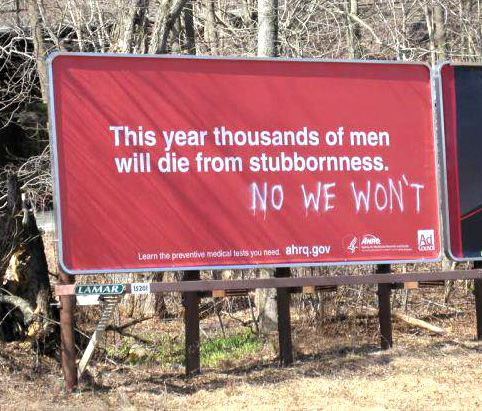 This year thousands of men
will die from stubbornness.
NO WE WON'T
Learn the preventive medical tests you need. ahrq.gov
AHRQ
Ad
Council
LAMAR 15201